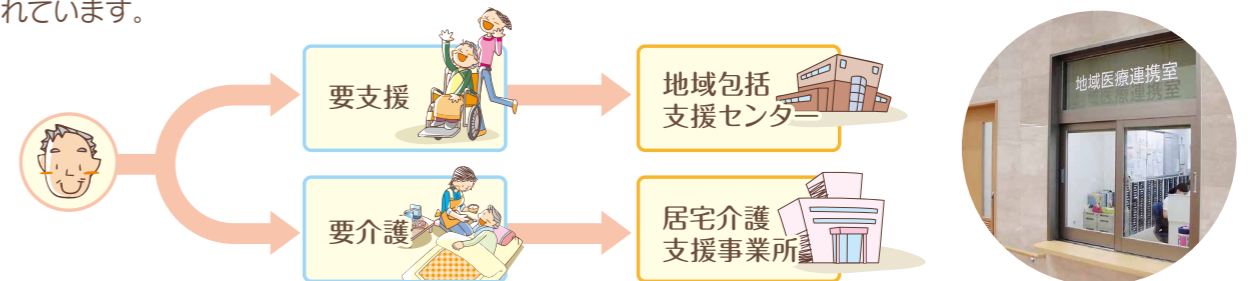 れています。
要支援
地域包括
支援センター
要介護
居宅介護
支援事業所
地域医療連携室